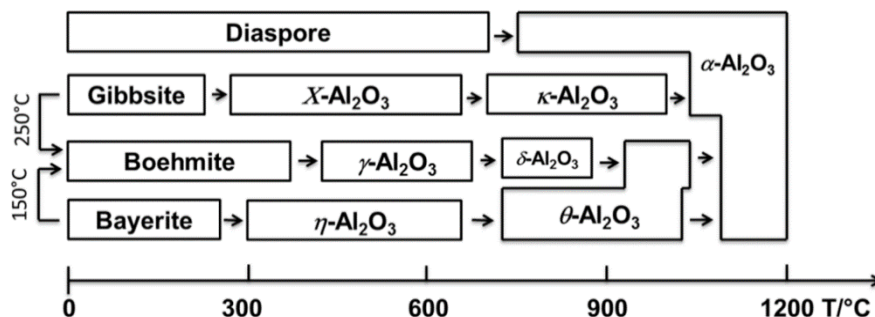 Diaspore
α-Al₂O₃
Gibbsite X-Al₂O₃ κ-Al₂O₃
250°C
Boehmite γ-Al₂O₃ δ-Al₂O₃
150°C
Bayerite η-Al₂O₃ θ-Al₂O₃
0 300 600 900 1200 T/°C